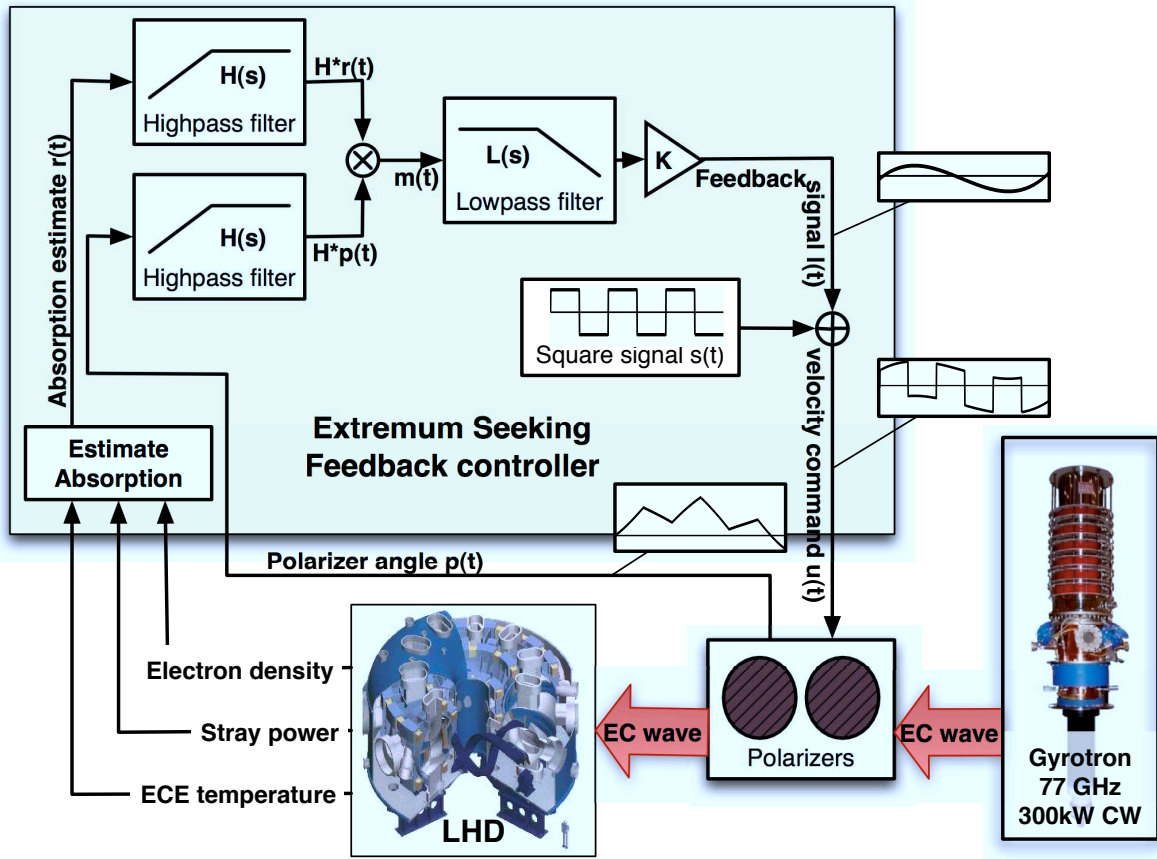 H(s)
Highpass filter
H*r(t)
H(s)
Highpass filter
H*p(t)
m(t)
L(s)
Lowpass filter
K
Feedback
signal l(t)
Absorption estimate r(t)
Square signal s(t)
velocity command u(t)
Extremum Seeking
Feedback controller
Estimate
Absorption
Polarizer angle p(t)
Electron density
Stray power
ECE temperature
LHD
EC wave
Polarizers
EC wave
Gyrotron
77 GHz
300kW CW